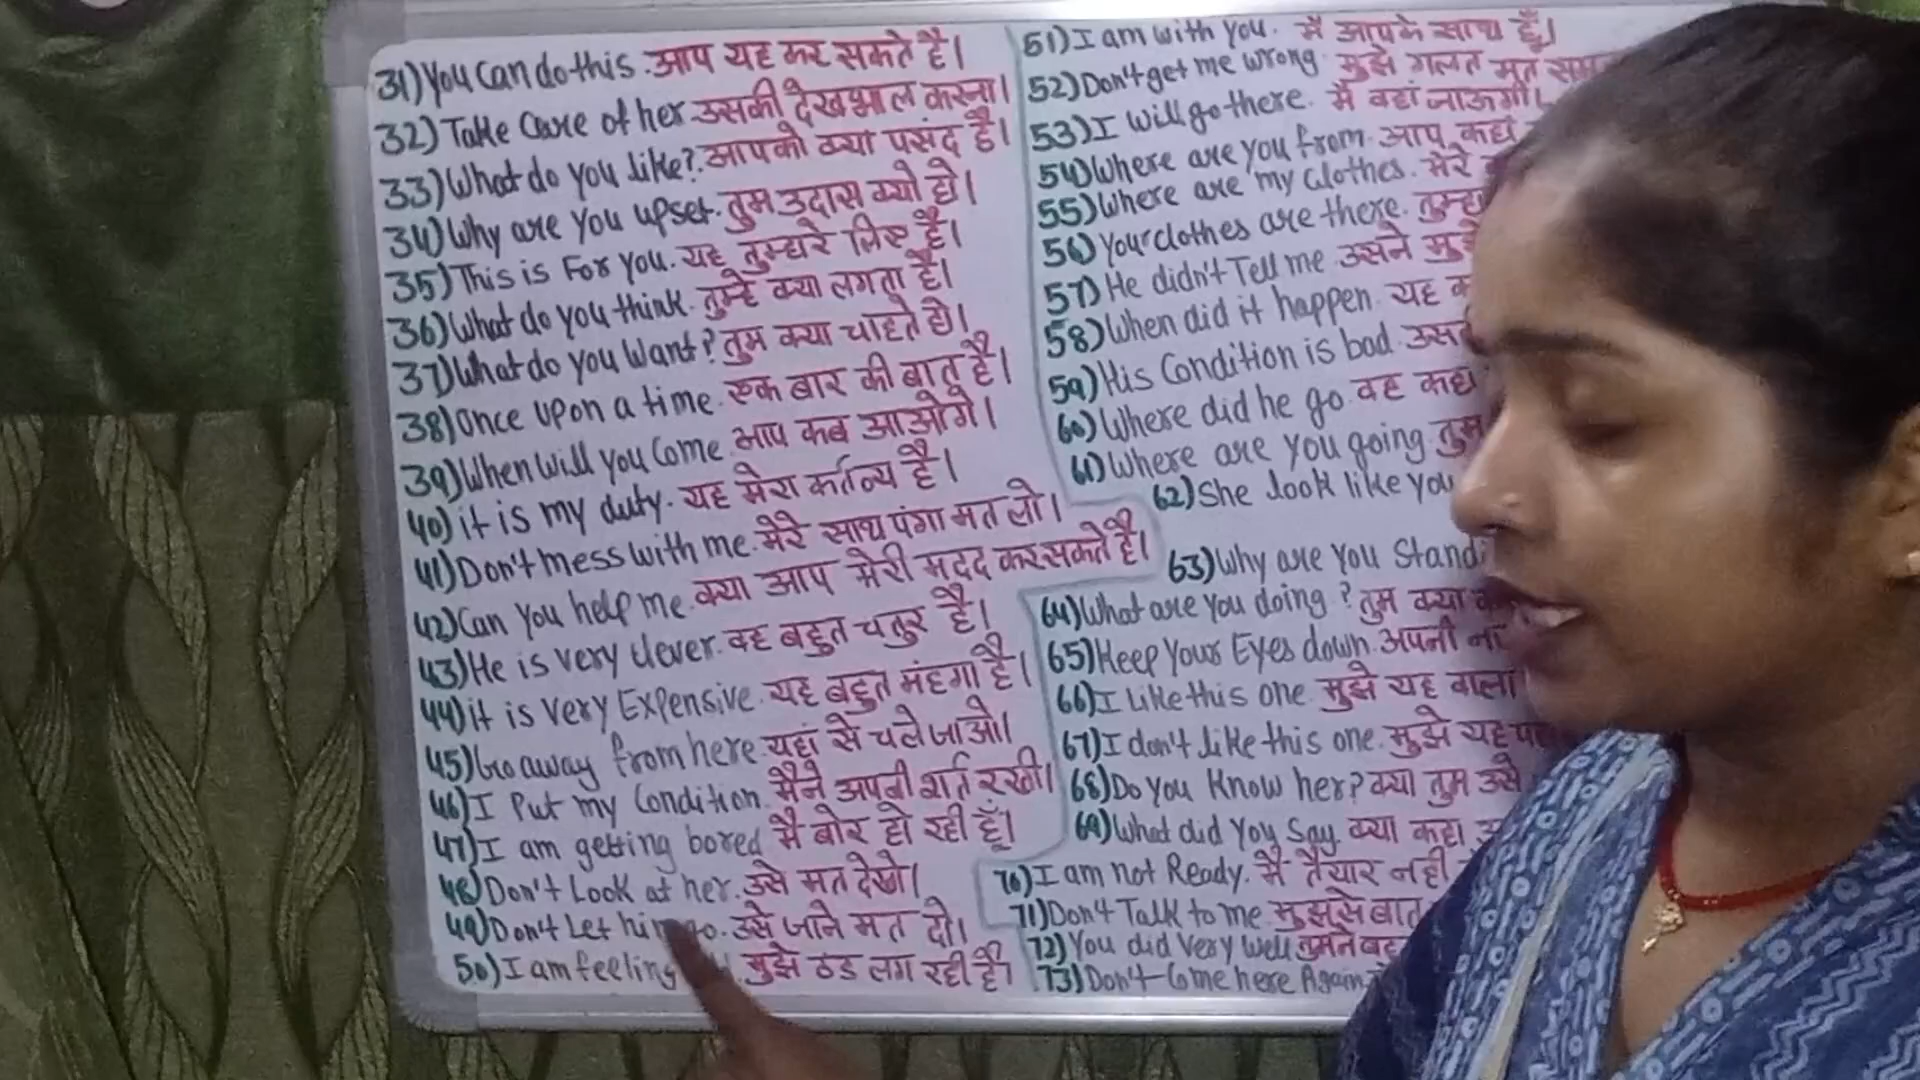 31) You Can do this. आप यह कर सकते है।
32) Take Care of her. उसकी देखभाल करना।
33) What do you like?. आपको क्या पसंद है।
34) Why are You upset. तुम उदास क्यो हो।
35) This is For you. यह तुम्हारे लिए है।
36) What do you think. तुम्हे क्या लगता है।
37) What do you Want? तुम क्या चाहते हो।
38) Once upon a time. एक बार की बात है।
39) When will you Come. आप कब आओगे।
40) it is my duty. यह मेरा कर्तव्य है।
41) Don't mess with me. मेरे साथ पंगा मत लो।
42) Can you help me. क्या आप मेरी मदद कर सकते है।
43) He is very clever. वह बहुत चतुर है।
44) it is very Expensive. यह बहुत मंहगा है।
45) Go away from here. यहां से चले जाओ।
46) I Put my Condition. मैने अपनी शर्त रखी।
47) I am getting bored मै बोर हो रही हूँ।
48) Don't Look at her. उसे मत देखो।
49) Don't Let him go. उसे जाने मत दो।
50) I am feeling मुझे ठंड लग रही है।
51) I am with you. मै आपके साथ हूँ।
52) Don't get me wrong. मुझे गलत मत
53) I will go there. मै वहां जाऊगी।
54) Where are you from. आप कहां
55) Where are my Clothes. मेरे
56) Your clothes are there.
57) He didn't Tell me. उसने
58) When did it happen. यह
59) His Condition is bad.
60) Where did he go. वह
61) Where are you going तुम
62) She look like you
63) Why are You
64) What are you doing? तुम क्या
65) Keep Your Eyes down. अपनी
66) I Like this one. मुझे यह वाला
67) I don't like this one. मुझे यह
68) Do you Know her? क्या तुम उसे
69) What did You Say. क्या कहा
70) I am not Ready. मै तैयार नही
71) Don't Talk to me. मुझसे बात
72) You did Very Well तुमने
73) Don't Come here Again.